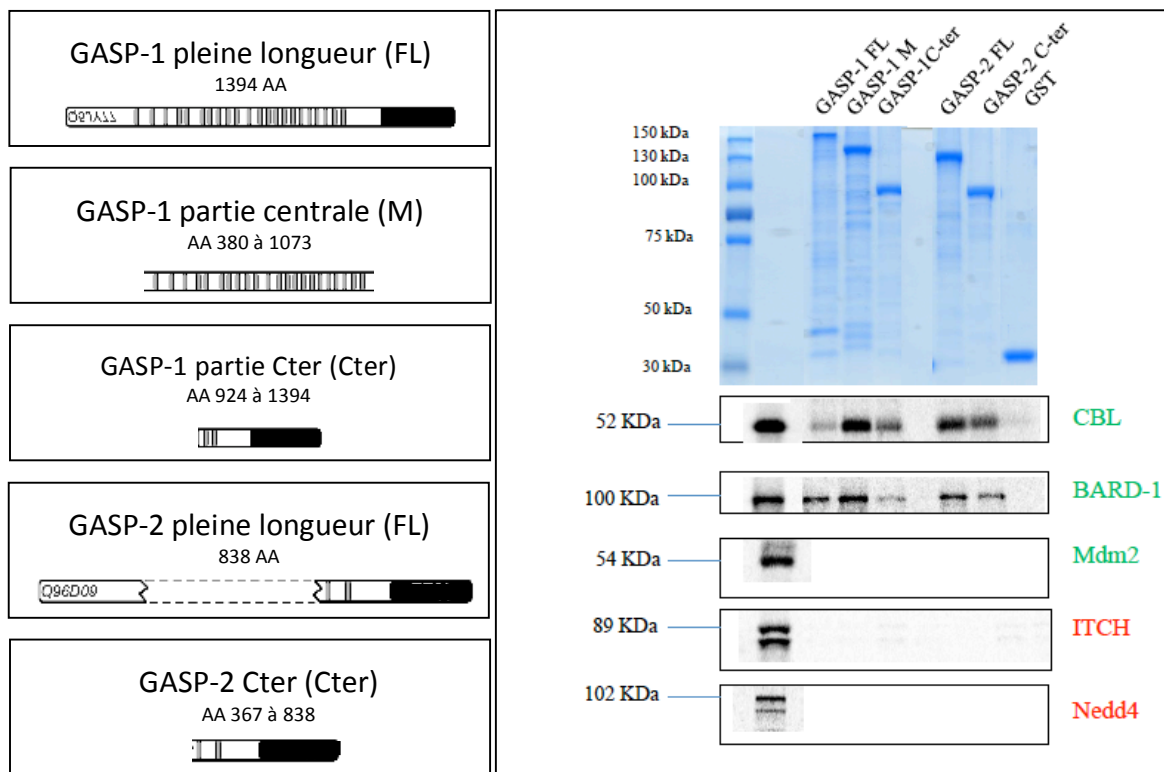 GASP-1 pleine longueur (FL)
1394 AA
GASP-1 partie centrale (M)
AA 380 à 1073
GASP-1 partie Cter (Cter)
AA 924 à 1394
GASP-2 pleine longueur (FL)
838 AA
Q96D09
GASP-2 Cter (Cter)
AA 367 à 838
GASP-1 FL
GASP-1 M
GASP-1C-ter
GASP-2 FL
GASP-2 C-ter
GST
150 kDa
130 kDa
100 kDa
75 kDa
50 kDa
30 kDa
52 KDa
CBL
100 KDa
BARD-1
54 KDa
Mdm2
89 KDa
ITCH
102 KDa
Nedd4